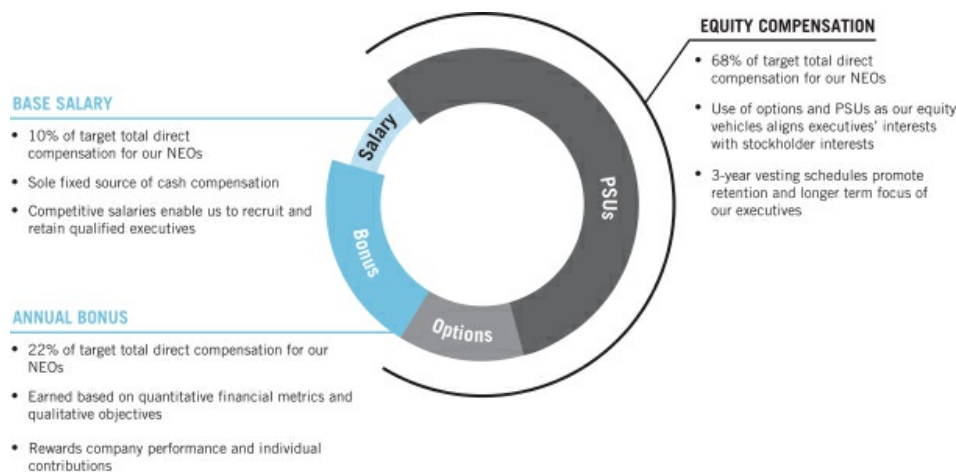 EQUITY COMPENSATION
• 68% of target total direct
compensation for our NEOs
• Use of options and PSUs as our equity
vehicles aligns executives' interests
with stockholder interests
• 3-year vesting schedules promote
retention and longer term focus of
our executives
BASE SALARY
• 10% of target total direct
compensation for our NEOs
• Sole fixed source of cash compensation
• Competitive salaries enable us to recruit and
retain qualified executives
Salary
PSUs
Bonus
Options
ANNUAL BONUS
• 22% of target total direct compensation for our
NEOs
• Earned based on quantitative financial metrics and
qualitative objectives
• Rewards company performance and individual
contributions